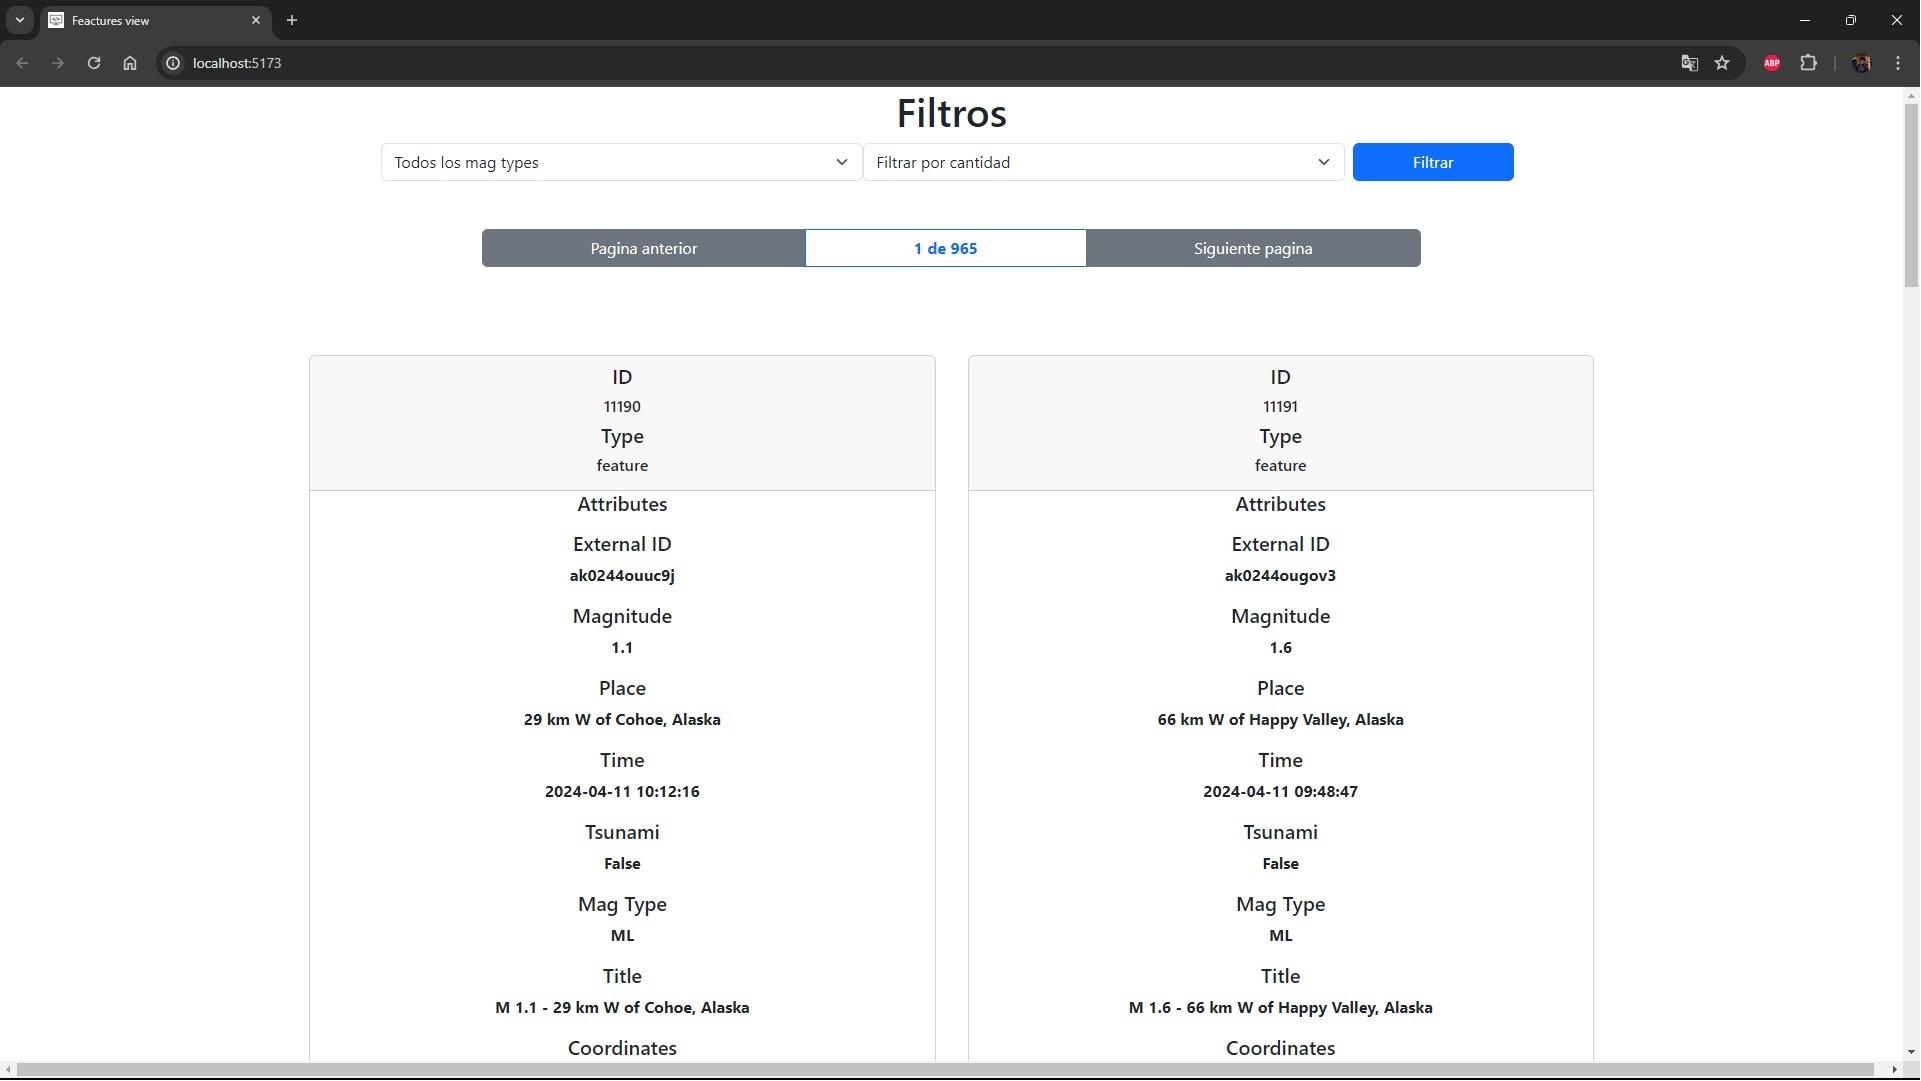 Feactures view
localhost:5173
ABP
Filtros
Todos los mag types
Filtrar por cantidad
Filtrar
Pagina anterior
1 de 965
Siguiente pagina
ID
11190
Type
feature
Attributes
External ID
ak0244ouuc9j
Magnitude
1.1
Place
29 km W of Cohoe, Alaska
Time
2024-04-11 10:12:16
Tsunami
False
Mag Type
ML
Title
M 1.1 - 29 km W of Cohoe, Alaska
Coordinates
ID
11191
Type
feature
Attributes
External ID
ak0244ougov3
Magnitude
1.6
Place
66 km W of Happy Valley, Alaska
Time
2024-04-11 09:48:47
Tsunami
False
Mag Type
ML
Title
M 1.6 - 66 km W of Happy Valley, Alaska
Coordinates